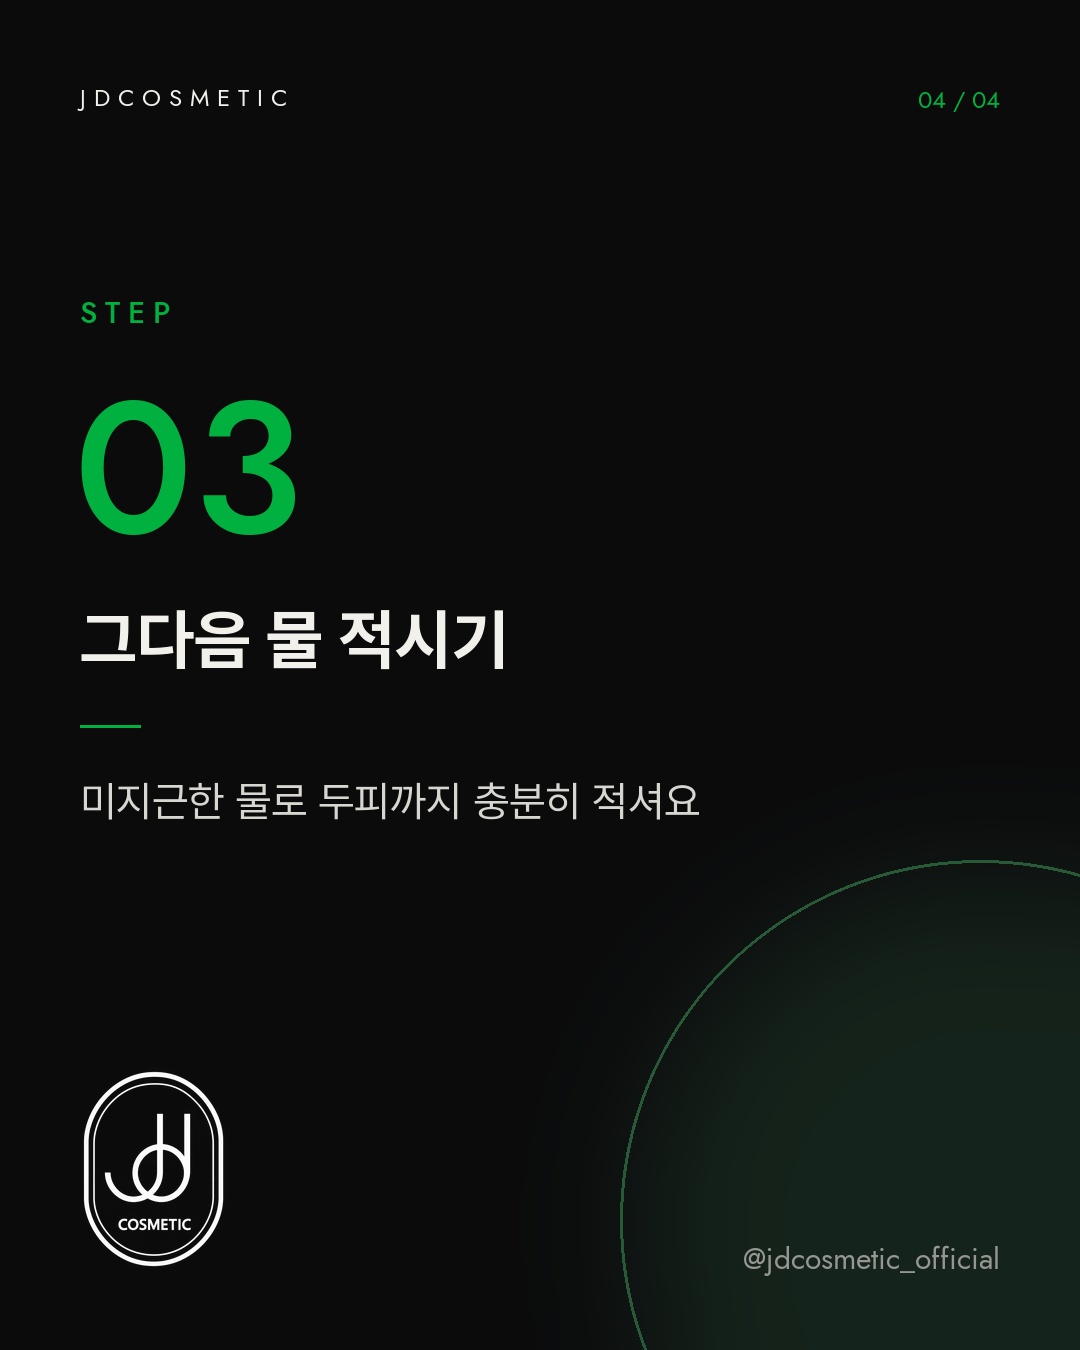 JDCOSMETIC
04 / 04
STEP
03
그다음 물 적시기
미지근한 물로 두피까지 충분히 적셔요
Jd
COSMETIC
@jdcosmetic_official